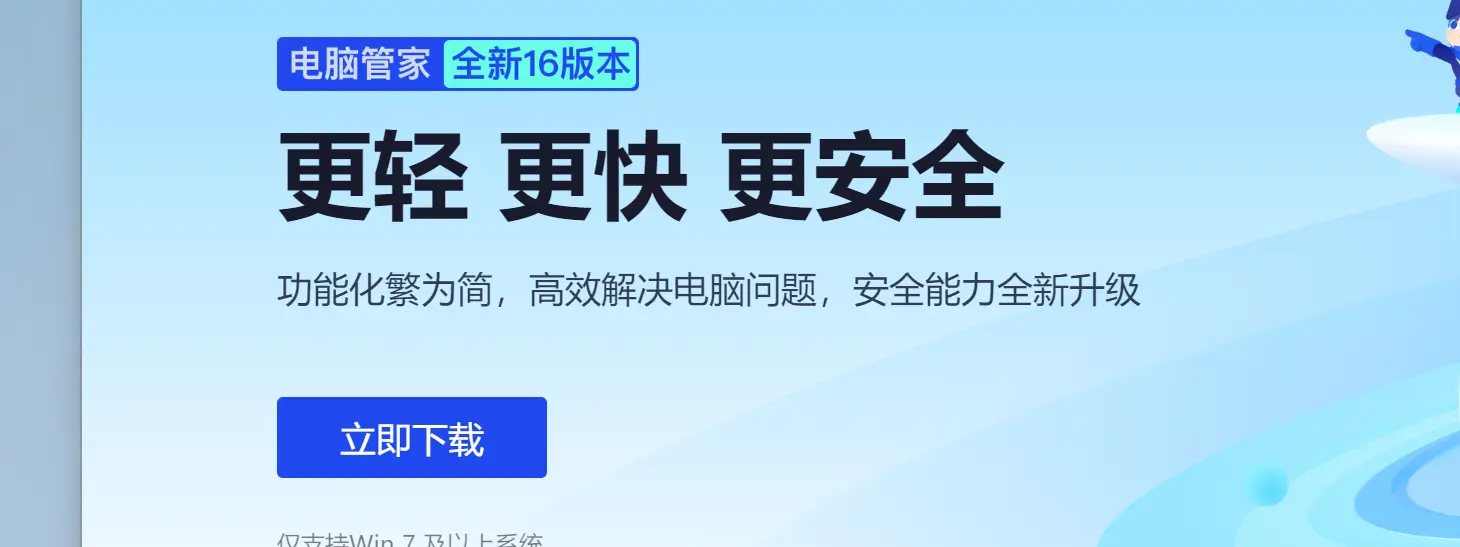 电脑管家 全新16版本
更轻 更快 更安全
功能化繁为简，高效解决电脑问题，安全能力全新升级
立即下载
仅支持Win 7 及以上系统